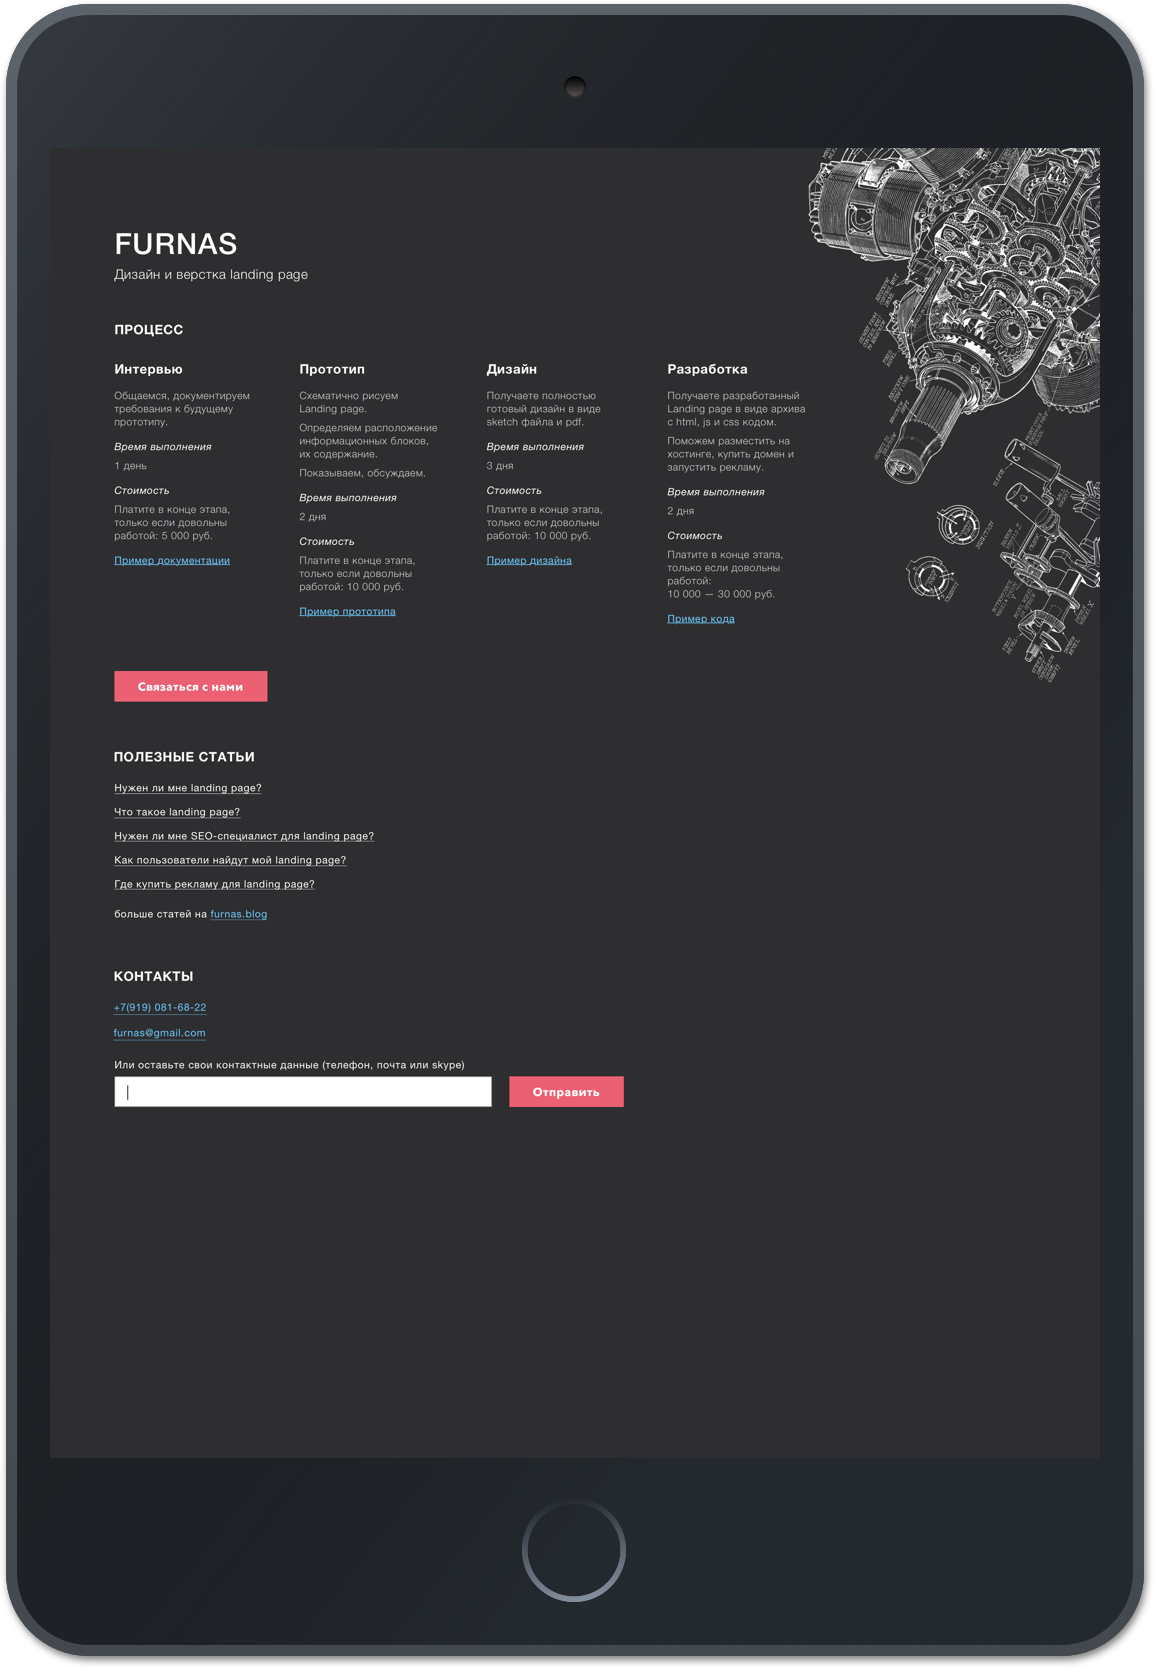 FURNAS
Дизайн и верстка landing page
ПРОЦЕСС
Интервью
Общаемся, документируем
требования к будущему
прототипу.
Время выполнения
1 день
Стоимость
Платите в конце этапа,
только если довольны
работой: 5 000 руб.
Пример документации
Прототип
Схематично рисуем
Landing page.
Определяем расположение
информационных блоков,
их содержание.
Показываем, обсуждаем.
Время выполнения
2 дня
Стоимость
Платите в конце этапа,
только если довольны
работой: 10 000 руб.
Пример прототипа
Дизайн
Получаете полностью
готовый дизайн в виде
sketch файла и pdf.
Время выполнения
3 дня
Стоимость
Платите в конце этапа,
только если довольны
работой: 10 000 руб.
Пример дизайна
Разработка
Получаете разработанный
Landing page в виде архива
с html, js и css кодом.
Поможем разместить на
хостинге, купить домен и
запустить рекламу.
Время выполнения
2 дня
Стоимость
Платите в конце этапа,
только если довольны
работой:
10 000 — 30 000 руб.
Пример кода
Связаться с нами
ПОЛЕЗНЫЕ СТАТЬИ
Нужен ли мне landing page?
Что такое landing page?
Нужен ли мне SEO-специалист для landing page?
Как пользователи найдут мой landing page?
Где купить рекламу для landing page?
больше статей на furnas.blog
КОНТАКТЫ
+7(919) 081-68-22
furnas@gmail.com
Или оставьте свои контактные данные (телефон, почта или skype)
Отправить